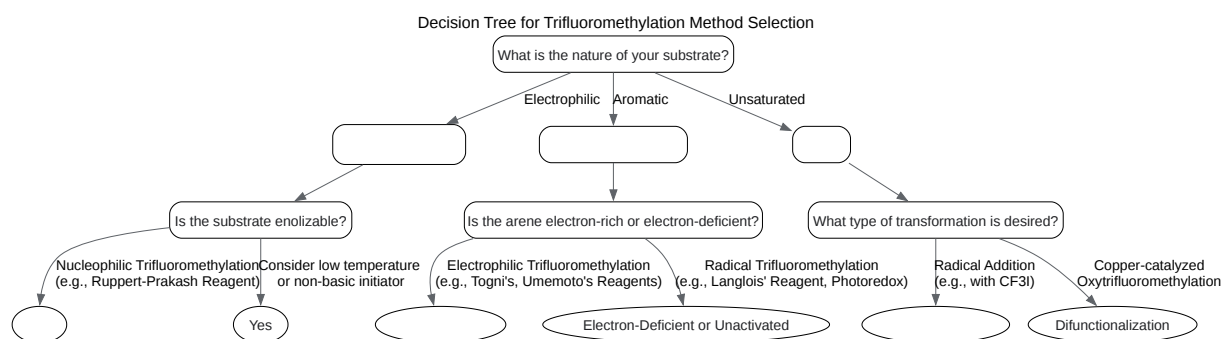 Decision Tree for Trifluoromethylation Method Selection
What is the nature of your substrate?
Electrophilic
Aromatic
Unsaturated
Is the substrate enolizable?
Is the arene electron-rich or electron-deficient?
What type of transformation is desired?
Nucleophilic Trifluoromethylation
(e.g., Ruppert-Prakash Reagent)
Consider low temperature
or non-basic initiator
Electrophilic Trifluoromethylation
(e.g., Togni's, Umemoto's Reagents)
Radical Trifluoromethylation
(e.g., Langlois' Reagent, Photoredox)
Radical Addition
(e.g., with CF3I)
Copper-catalyzed
Oxytrifluoromethylation
Yes
Electron-Deficient or Unactivated
Difunctionalization